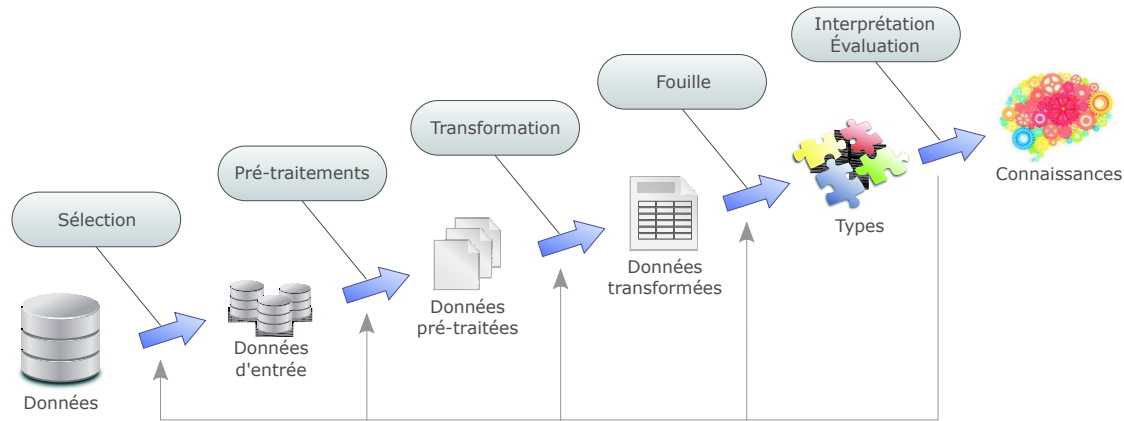 Interprétation
Évaluation
Fouille
Transformation
Pré-traitements
Sélection
Connaissances
Types
Données
transformées
Données
pré-traitées
Données
d'entrée
Données